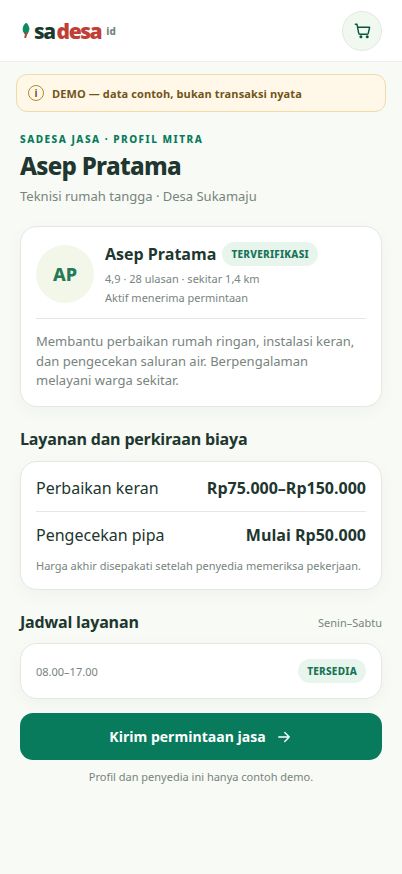 sadesa id
DEMO — data contoh, bukan transaksi nyata
SADESA JASA · PROFIL MITRA
Asep Pratama
Teknisi rumah tangga · Desa Sukamaju
AP
Asep Pratama TERVERIFIKASI
4,9 · 28 ulasan · sekitar 1,4 km
Aktif menerima permintaan
Membantu perbaikan rumah ringan, instalasi keran,
dan pengecekan saluran air. Berpengalaman
melayani warga sekitar.
Layanan dan perkiraan biaya
Perbaikan keran Rp75.000–Rp150.000
Pengecekan pipa Mulai Rp50.000
Harga akhir disepakati setelah penyedia memeriksa pekerjaan.
Jadwal layanan Senin–Sabtu
08.00–17.00 TERSEDIA
Kirim permintaan jasa →
Profil dan penyedia ini hanya contoh demo.